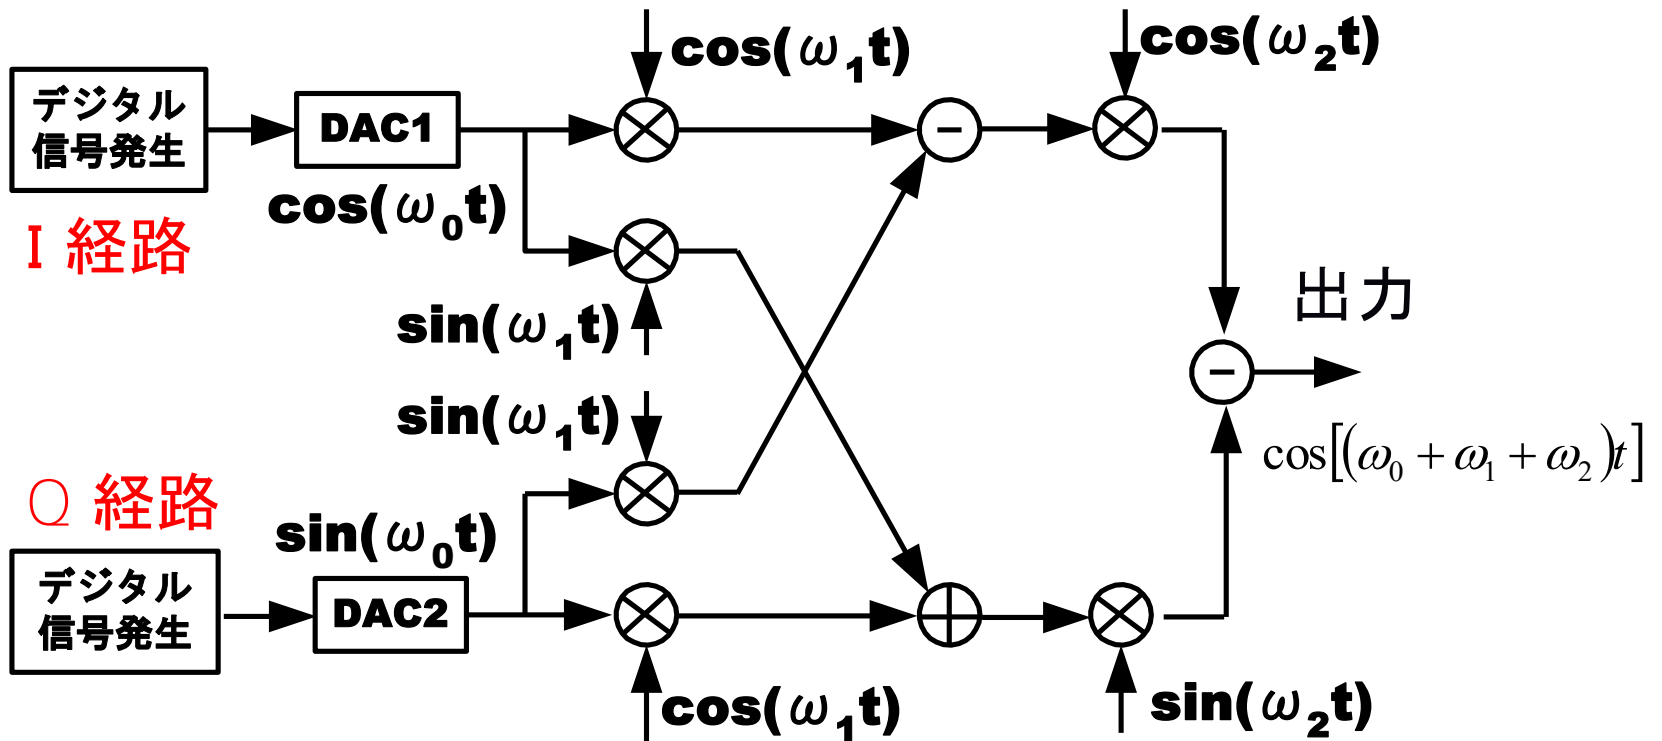 cos(ω₁t)
cos(ω₂t)
デジタル
信号発生
DAC1
cos(ω₀t)
I 経路
sin(ω₁t)
出力
-
-
sin(ω₁t)
cos[(ω₀ + ω₁ + ω₂)t]
Q 経路
sin(ω₀t)
デジタル
信号発生
DAC2
cos(ω₁t)
sin(ω₂t)